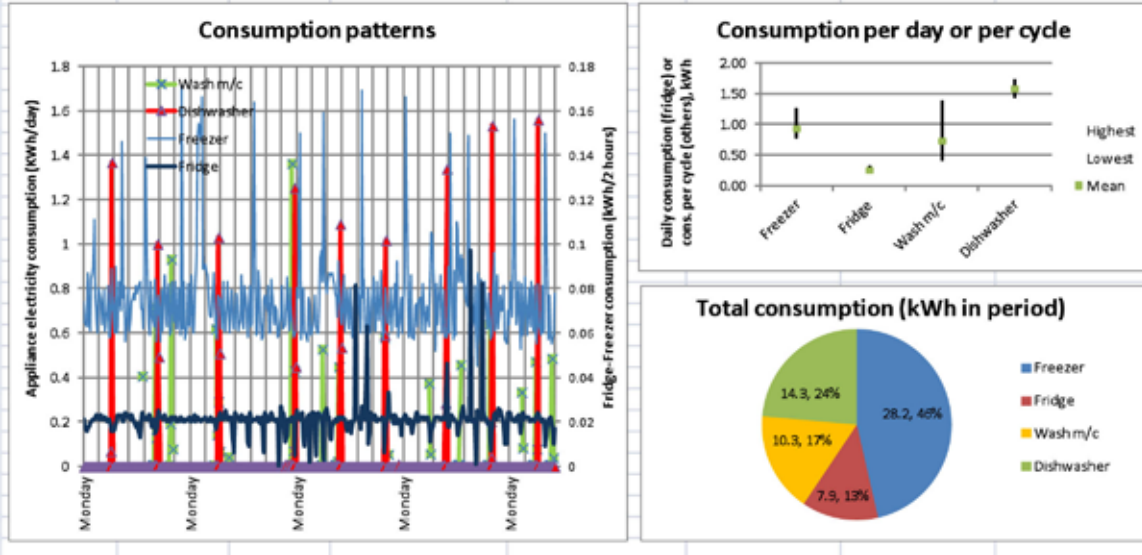 Consumption patterns
Appliance electricity consumption (KWh/day)
1.8
1.6
1.4
1.2
1
0.8
0.6
0.4
0.2
0
Wash m/c
Dishwasher
Freezer
Fridge
0.18
0.16
0.14
0.12
0.1
0.08
0.06
0.04
0.02
0
Fridge-Freezer consumption (kWh/2 hours)
Monday
Monday
Monday
Monday
Monday
Consumption per day or per cycle
Daily consumption (fridge) or
cons. per cycle (others), kWh
2.00
1.50
1.00
0.50
0.00
Freezer
Fridge
Wash m/c
Dishwasher
Highest
Lowest
Mean
Total consumption (kWh in period)
14.3, 24%
28.2, 46%
10.3, 17%
7.9, 13%
Freezer
Fridge
Wash m/c
Dishwasher